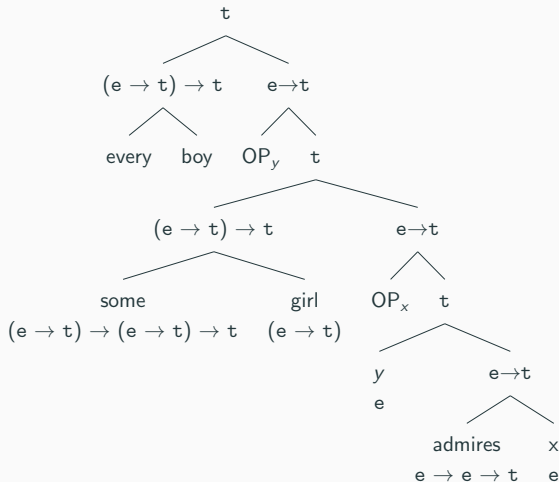 t
(e → t) → t e→t
every boy OP_y t
(e → t) → t e→t
some girl OP_x t
(e → t) → (e → t) → t (e → t)
y e→t
e
admires x
e → e → t e